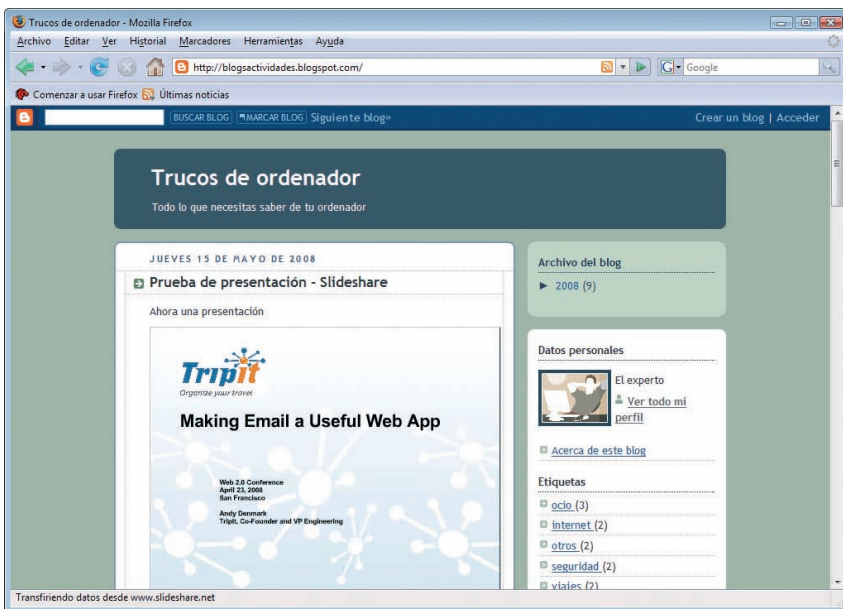 Trucos de ordenador - Mozilla Firefox
Archivo Editar Ver Historial Marcadores Herramientas Ayuda
http://blogsactividades.blogspot.com/ G Google
Comenzar a usar Firefox Últimas noticias
BUSCAR BLOG MARCAR BLOG Siguiente blog» Crear un blog | Acceder
Trucos de ordenador
Todo lo que necesitas saber de tu ordenador
JUEVES 15 DE MAYO DE 2008
Prueba de presentación - Slideshare
Ahora una presentación
Tripit
Organize your travel
Making Email a Useful Web App
Web 2.0 Conference
April 23, 2008
San Francisco
Andy Denmark
TripIt, Co-Founder and VP Engineering
Archivo del blog
► 2008 (9)
Datos personales
El experto
Ver todo mi
perfil
Acerca de este blog
Etiquetas
ocio (3)
internet (2)
otros (2)
seguridad (2)
viajes (2)
Transfiriendo datos desde www.slideshare.net